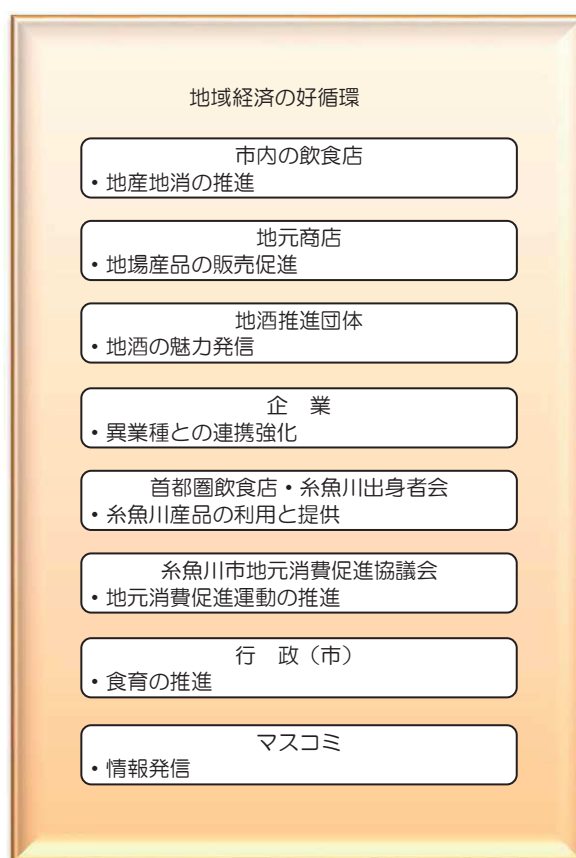 地域経済の好循環
市内の飲食店
・地産地消の推進
地元商店
・地場産品の販売促進
地酒推進団体
・地酒の魅力発信
企　業
・異業種との連携強化
首都圏飲食店・糸魚川出身者会
・糸魚川産品の利用と提供
糸魚川市地元消費促進協議会
・地元消費促進運動の推進
行　政（市）
・食育の推進
マスコミ
・情報発信